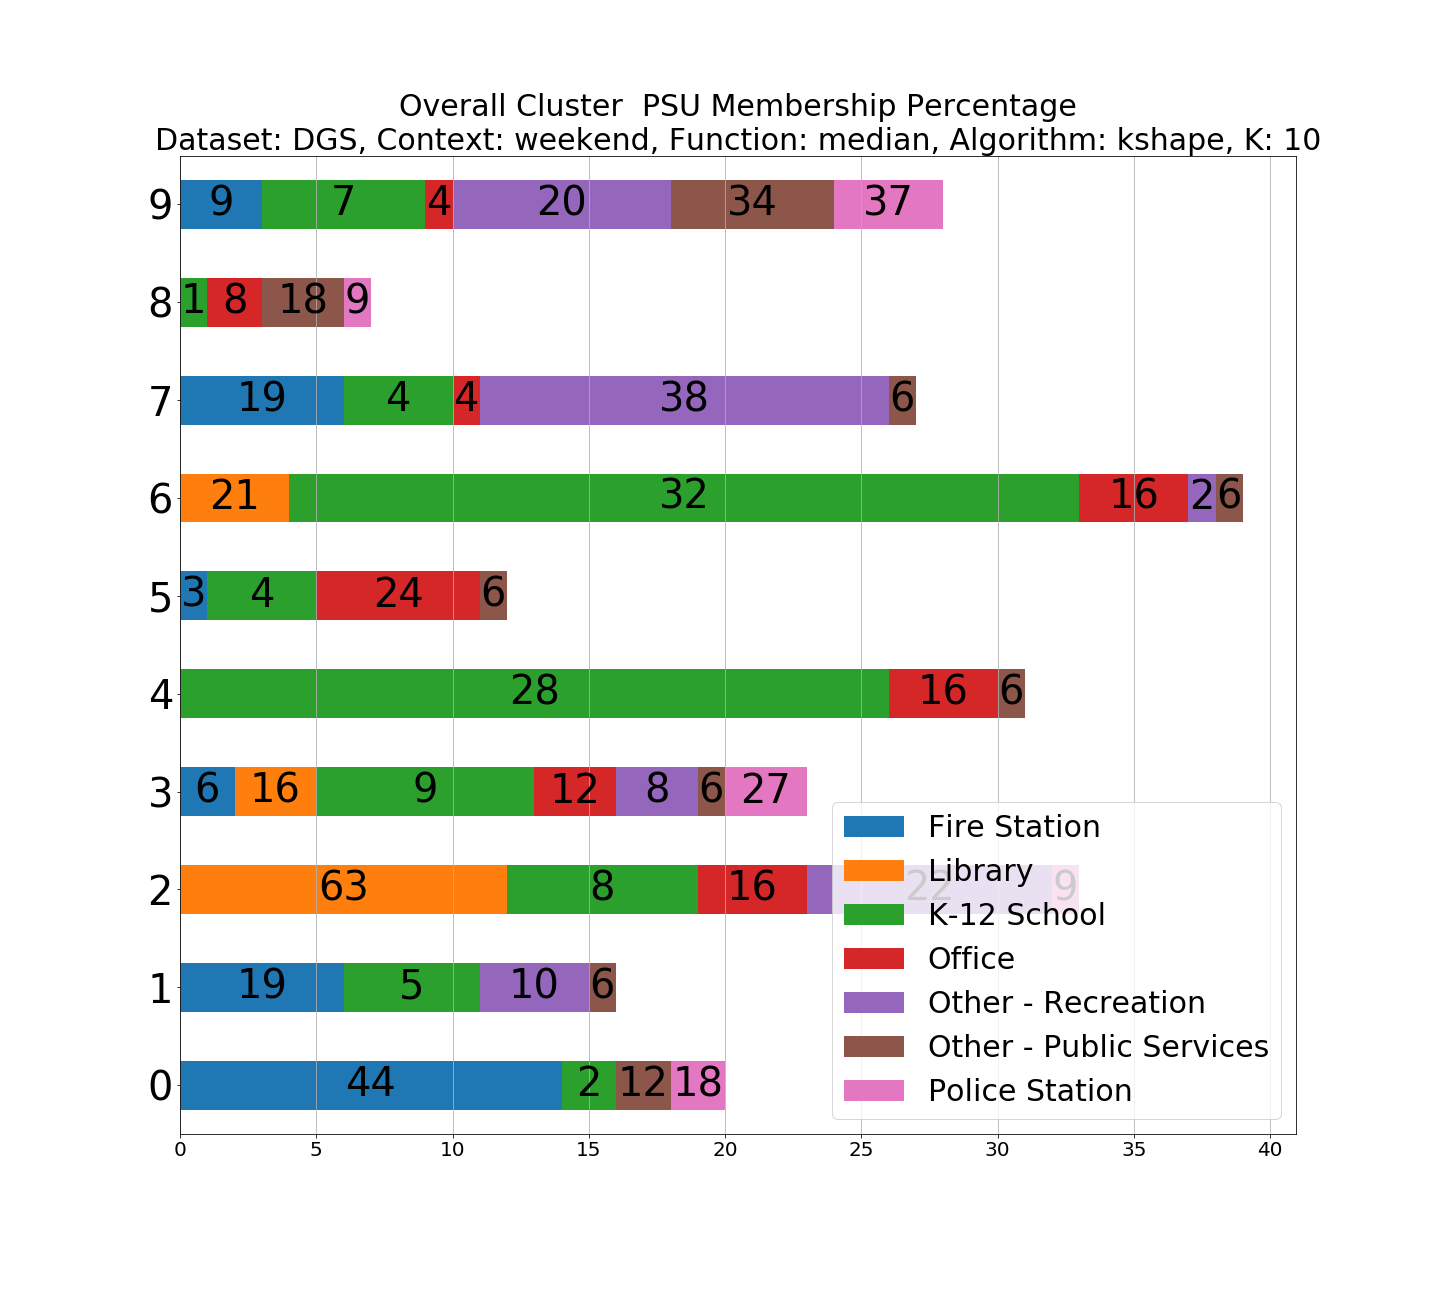 Overall Cluster  PSU Membership Percentage
Dataset: DGS, Context: weekend, Function: median, Algorithm: kshape, K: 10
9 9 7 4 20 34 37
8 1 8 18 9
7 19 4 4 38 6
6 21 32 16 2 6
5 3 4 24 6
4 28 16 6
3 6 16 9 12 8 6 27
2 63 8 16 22 9
1 19 5 10 6
0 44 2 12 18
Fire Station
Library
K-12 School
Office
Other - Recreation
Other - Public Services
Police Station
0 5 10 15 20 25 30 35 40